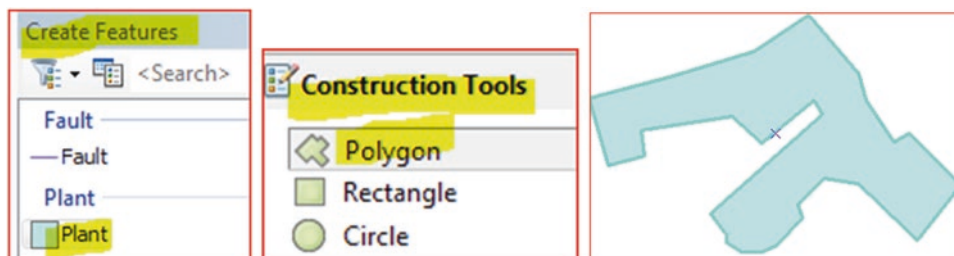 Create Features
<Search>
Fault
Fault
Plant
Plant
Construction Tools
Polygon
Rectangle
Circle